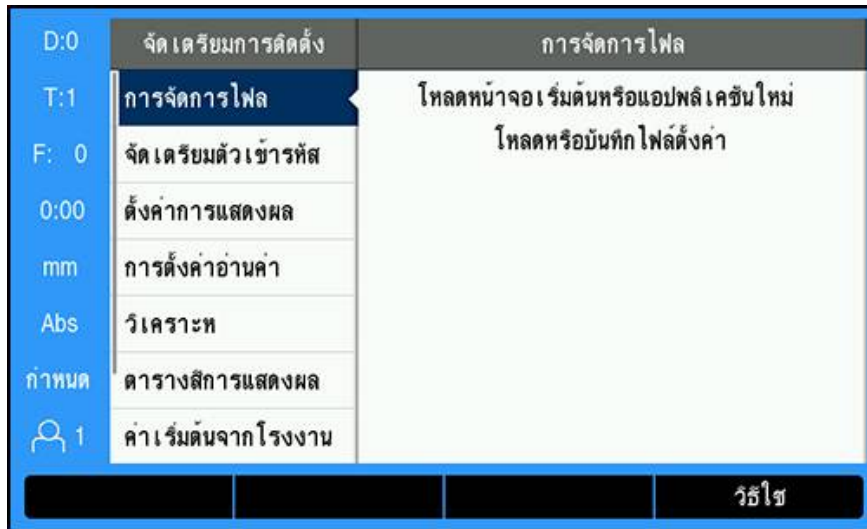 D:0
T:1
F: 0
0:00
mm
Abs
กำหนด
1
จัดเตรียมการติดตั้ง
การจัดการไฟล
จัดเตรียมตัวเข้ารหัส
ตั้งค่าการแสดงผล
การตั้งค่าอ่านค่า
วิเคราะห
ตารางสีการแสดงผล
ค่าเริ่มต้นจากโรงงาน
การจัดการไฟล
โหลดหน้าจอเริ่มต้นหรือแอปพลิเคชันใหม่
โหลดหรือบันทึกไฟล์ตั้งค่า
วิธีใช